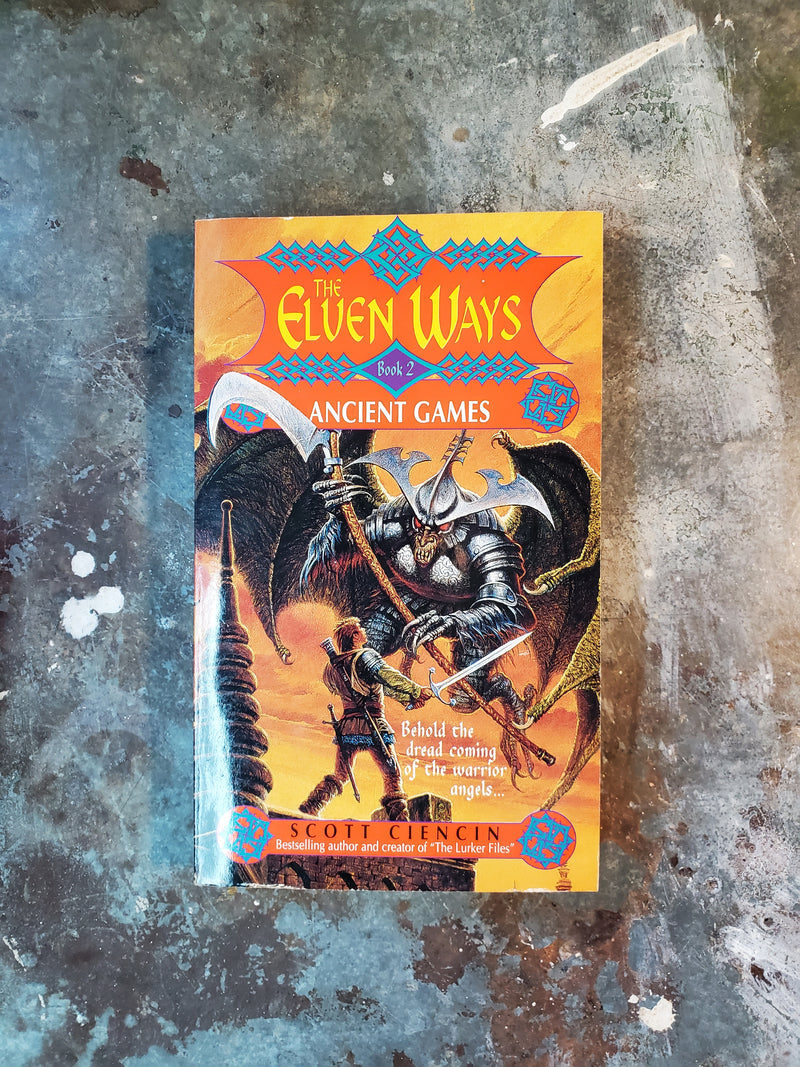 THE
ELVEN WAYS
Book 2
ANCIENT GAMES
Behold the
dread coming
of the warrior
angels...
SCOTT CIENCIN
Bestselling author and creator of "The Lurker Files"